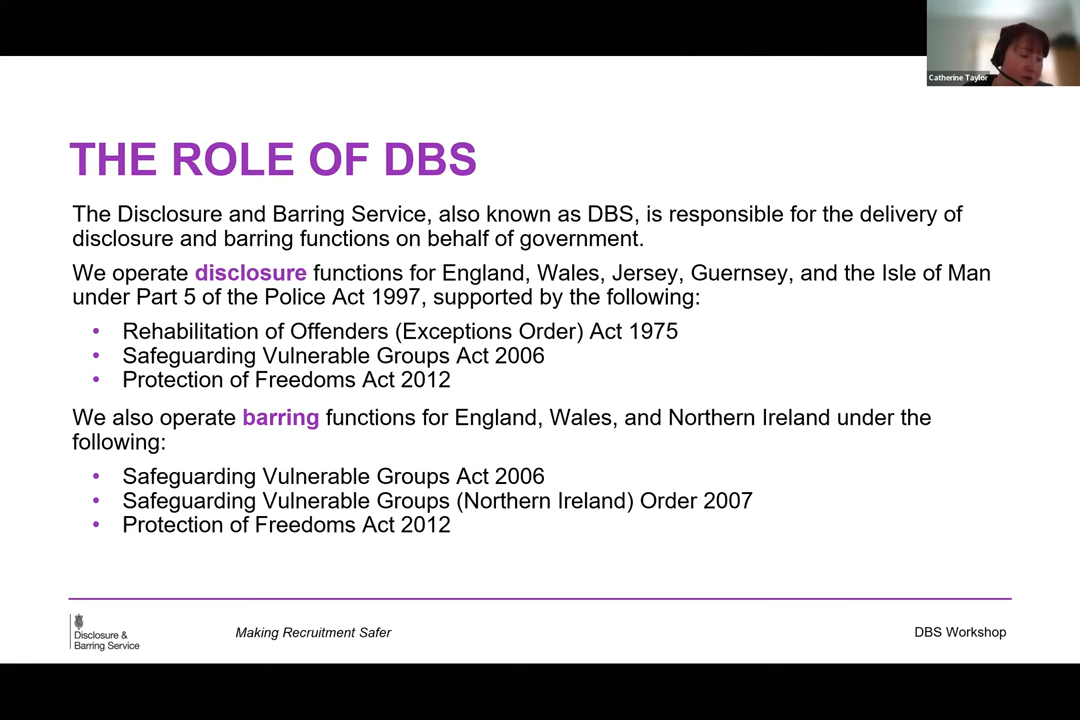 Catherine Taylor
THE ROLE OF DBS
The Disclosure and Barring Service, also known as DBS, is responsible for the delivery of
disclosure and barring functions on behalf of government.
We operate disclosure functions for England, Wales, Jersey, Guernsey, and the Isle of Man
under Part 5 of the Police Act 1997, supported by the following:
• Rehabilitation of Offenders (Exceptions Order) Act 1975
• Safeguarding Vulnerable Groups Act 2006
• Protection of Freedoms Act 2012
We also operate barring functions for England, Wales, and Northern Ireland under the
following:
• Safeguarding Vulnerable Groups Act 2006
• Safeguarding Vulnerable Groups (Northern Ireland) Order 2007
• Protection of Freedoms Act 2012
Disclosure &
Barring Service
Making Recruitment Safer
DBS Workshop